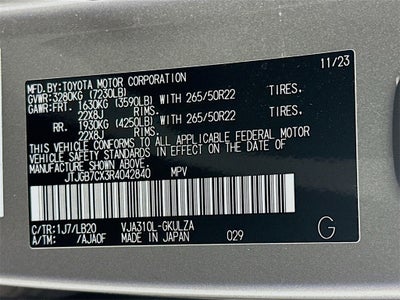 MFD.BY:TOYOTA MOTOR CORPORATION 11/23
GVWR:3280KG (7230LB)
GAWR:FRT. 1630KG (3590LB) WITH 265/50R22 TIRES.
22X8J RIMS.
RR. 1930KG (4250LB) WITH 265/50R22 TIRES.
22X8J RIMS.
THIS VEHICLE CONFORMS TO ALL APPLICABLE FEDERAL MOTOR
VEHICLE SAFETY STANDARDS IN EFFECT ON THE DATE OF
MANUFACTURE SHOWN ABOVE.
JTJGB7CX3R4042840 MPV
C/TR:1J7/LB20 VJA310L-GKULZA
A/TM: /AJA0F MADE IN JAPAN 029 G